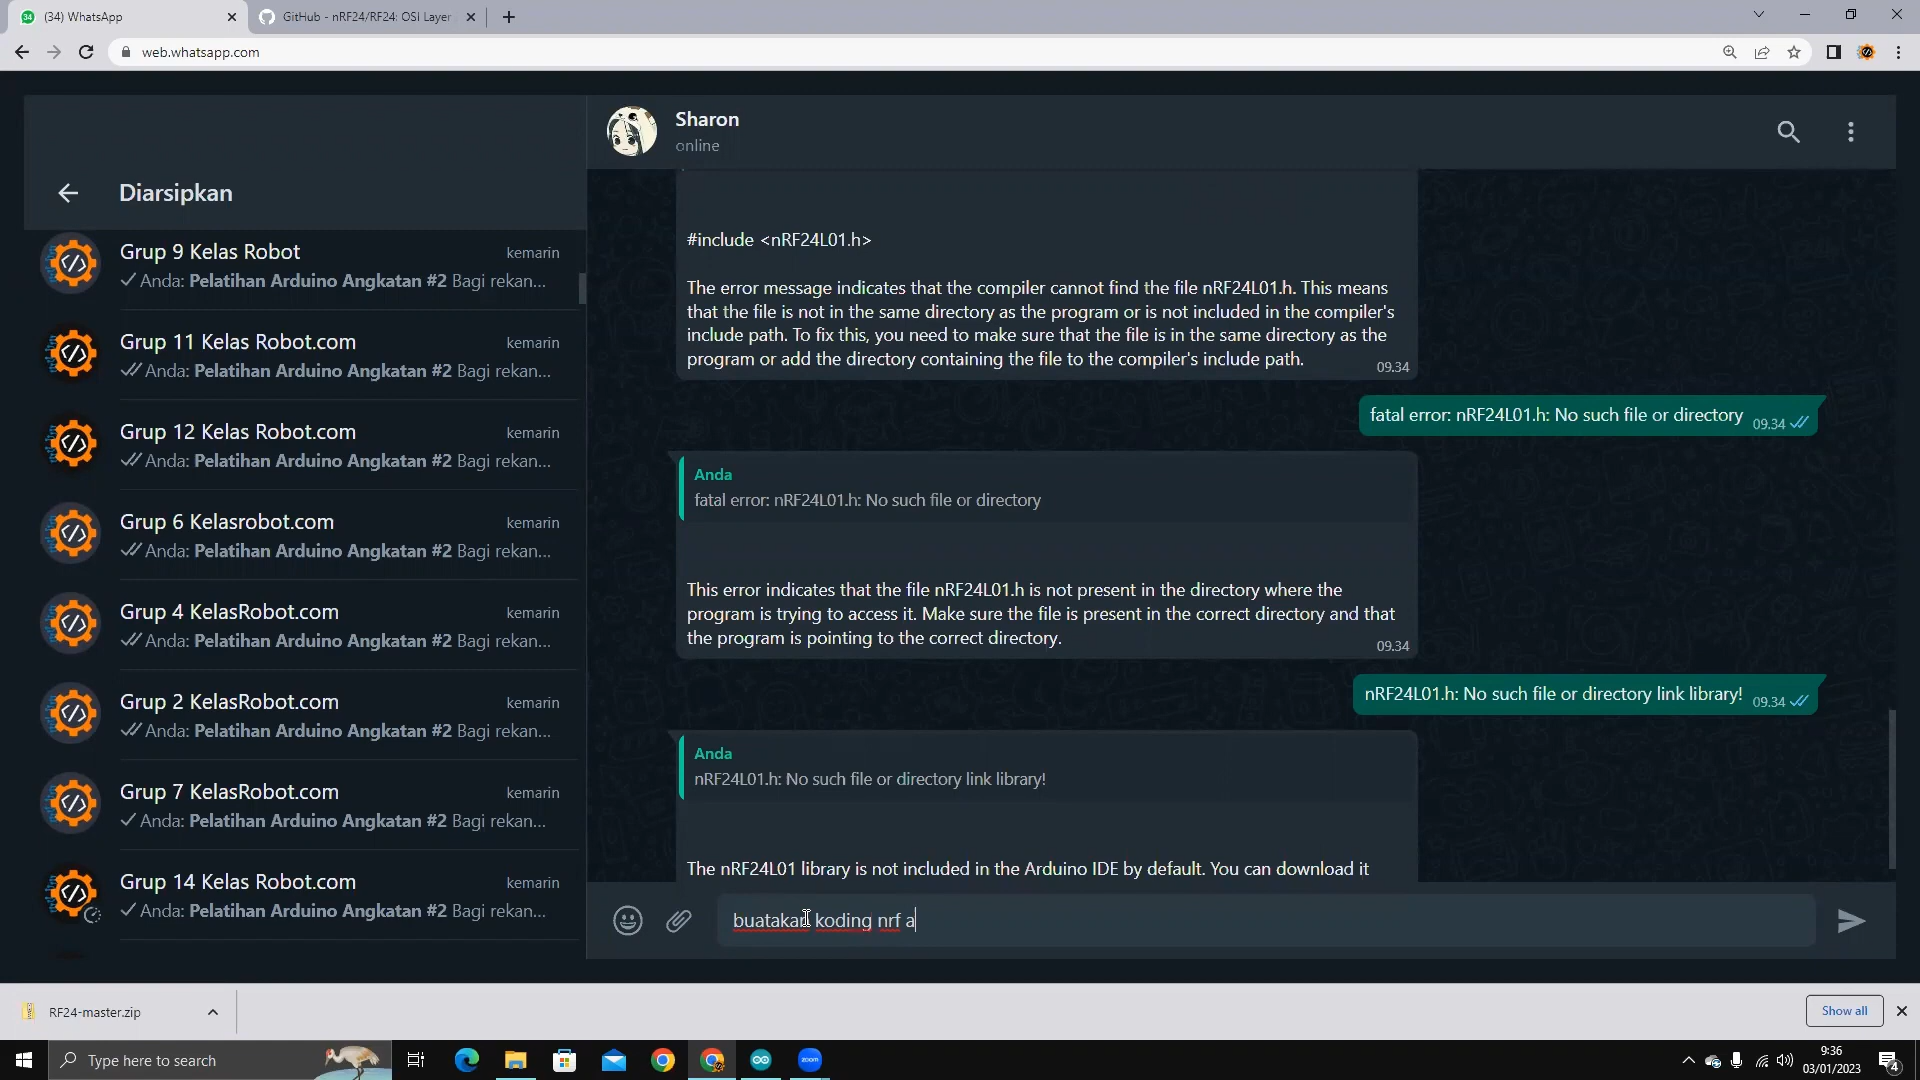 (34) WhatsApp
GitHub - nRF24/RF24: OSI Layer
web.whatsapp.com
Diarsipkan
Grup 9 Kelas Robot
kemarin
Anda: Pelatihan Arduino Angkatan #2 Bagi rekan...
Grup 11 Kelas Robot.com
kemarin
Anda: Pelatihan Arduino Angkatan #2 Bagi rekan...
Grup 12 Kelas Robot.com
kemarin
Anda: Pelatihan Arduino Angkatan #2 Bagi rekan...
Grup 6 Kelasrobot.com
kemarin
Anda: Pelatihan Arduino Angkatan #2 Bagi rekan...
Grup 4 KelasRobot.com
kemarin
Anda: Pelatihan Arduino Angkatan #2 Bagi rekan...
Grup 2 KelasRobot.com
kemarin
Anda: Pelatihan Arduino Angkatan #2 Bagi rekan...
Grup 7 KelasRobot.com
kemarin
Anda: Pelatihan Arduino Angkatan #2 Bagi rekan...
Grup 14 Kelas Robot.com
kemarin
Anda: Pelatihan Arduino Angkatan #2 Bagi rekan...
Sharon
online
#include <nRF24L01.h>
The error message indicates that the compiler cannot find the file nRF24L01.h. This means
that the file is not in the same directory as the program or is not included in the compiler's
include path. To fix this, you need to make sure that the file is in the same directory as the
program or add the directory containing the file to the compiler's include path.
09.34
fatal error: nRF24L01.h: No such file or directory
09.34
Anda
fatal error: nRF24L01.h: No such file or directory
This error indicates that the file nRF24L01.h is not present in the directory where the
program is trying to access it. Make sure the file is present in the correct directory and that
the program is pointing to the correct directory.
09.34
nRF24L01.h: No such file or directory link library!
09.34
Anda
nRF24L01.h: No such file or directory link library!
The nRF24L01 library is not included in the Arduino IDE by default. You can download it
buatakan koding nrf a
RF24-master.zip
Show all
Type here to search
zoom
9:36
03/01/2023
4